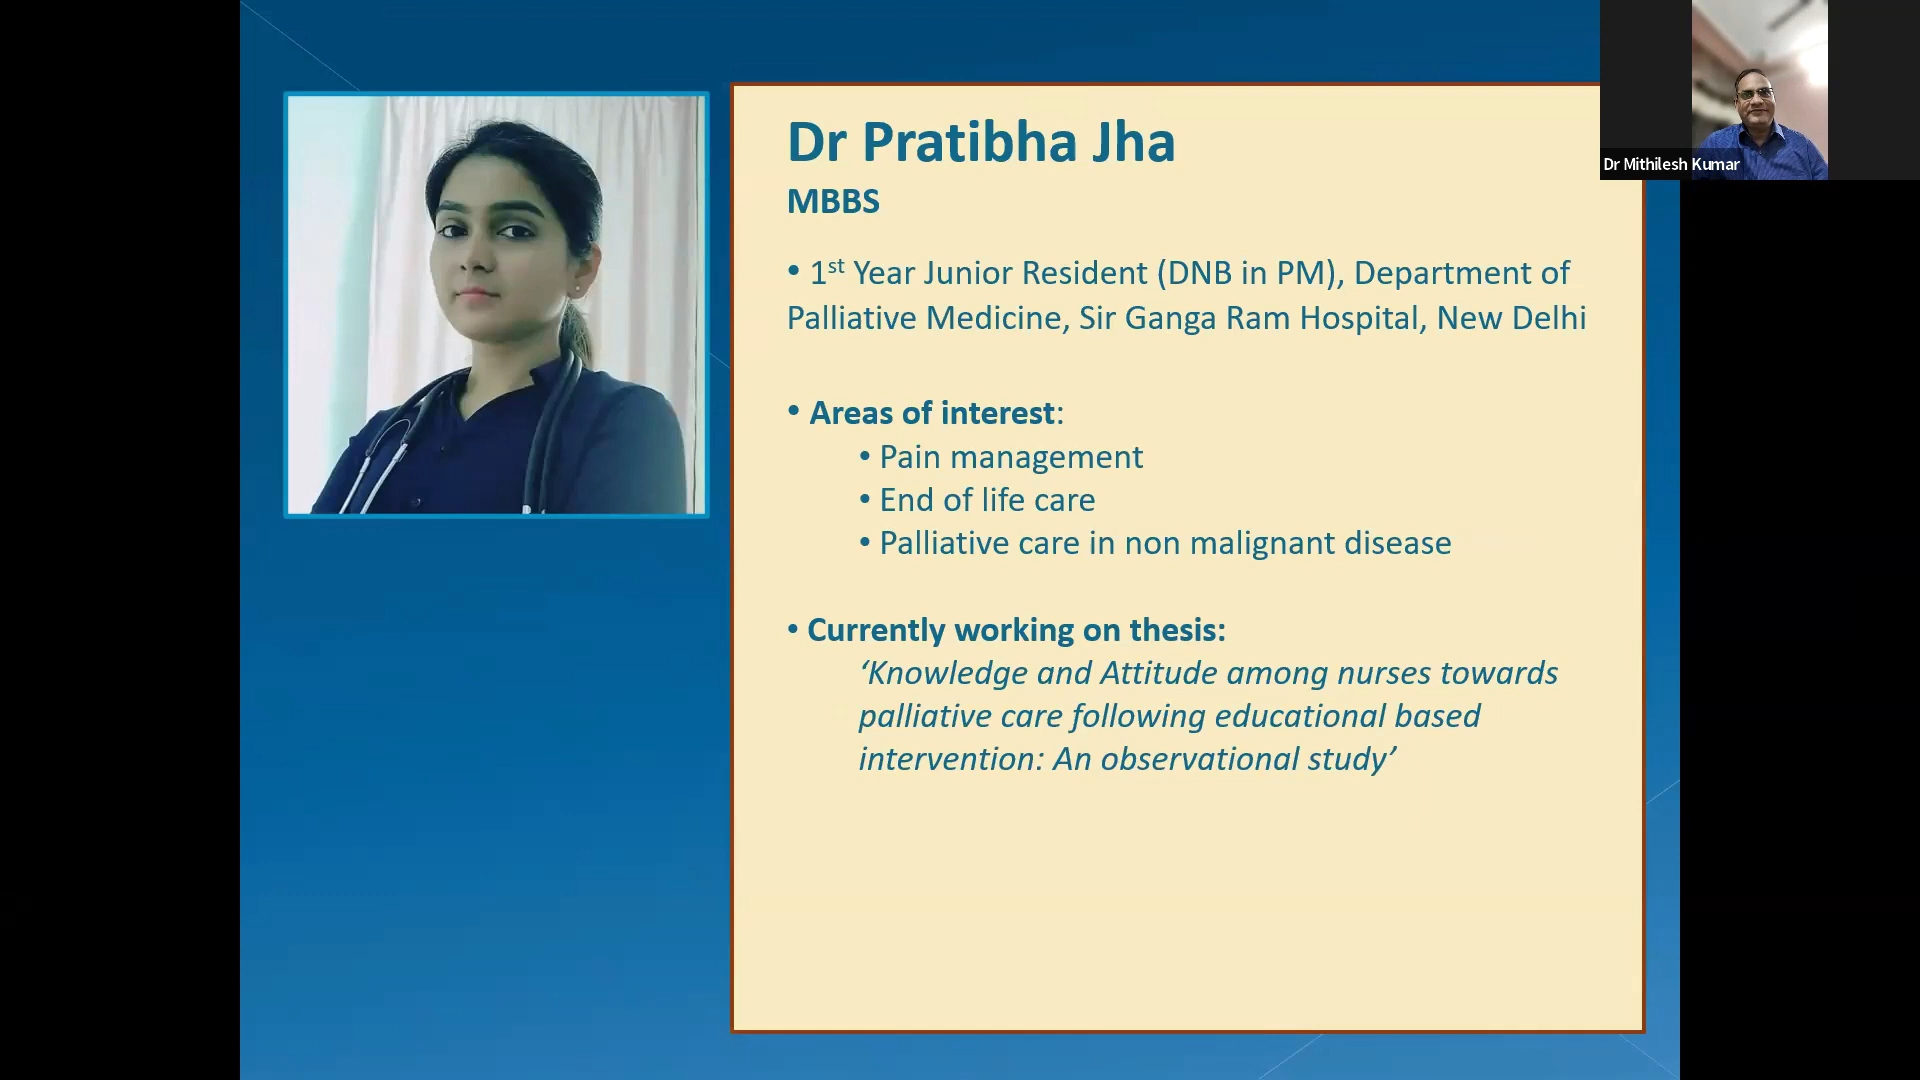 Dr Pratibha Jha
MBBS
• 1st Year Junior Resident (DNB in PM), Department of
Palliative Medicine, Sir Ganga Ram Hospital, New Delhi
• Areas of interest:
• Pain management
• End of life care
• Palliative care in non malignant disease
• Currently working on thesis:
‘Knowledge and Attitude among nurses towards
palliative care following educational based
intervention: An observational study’
Dr Mithilesh Kumar